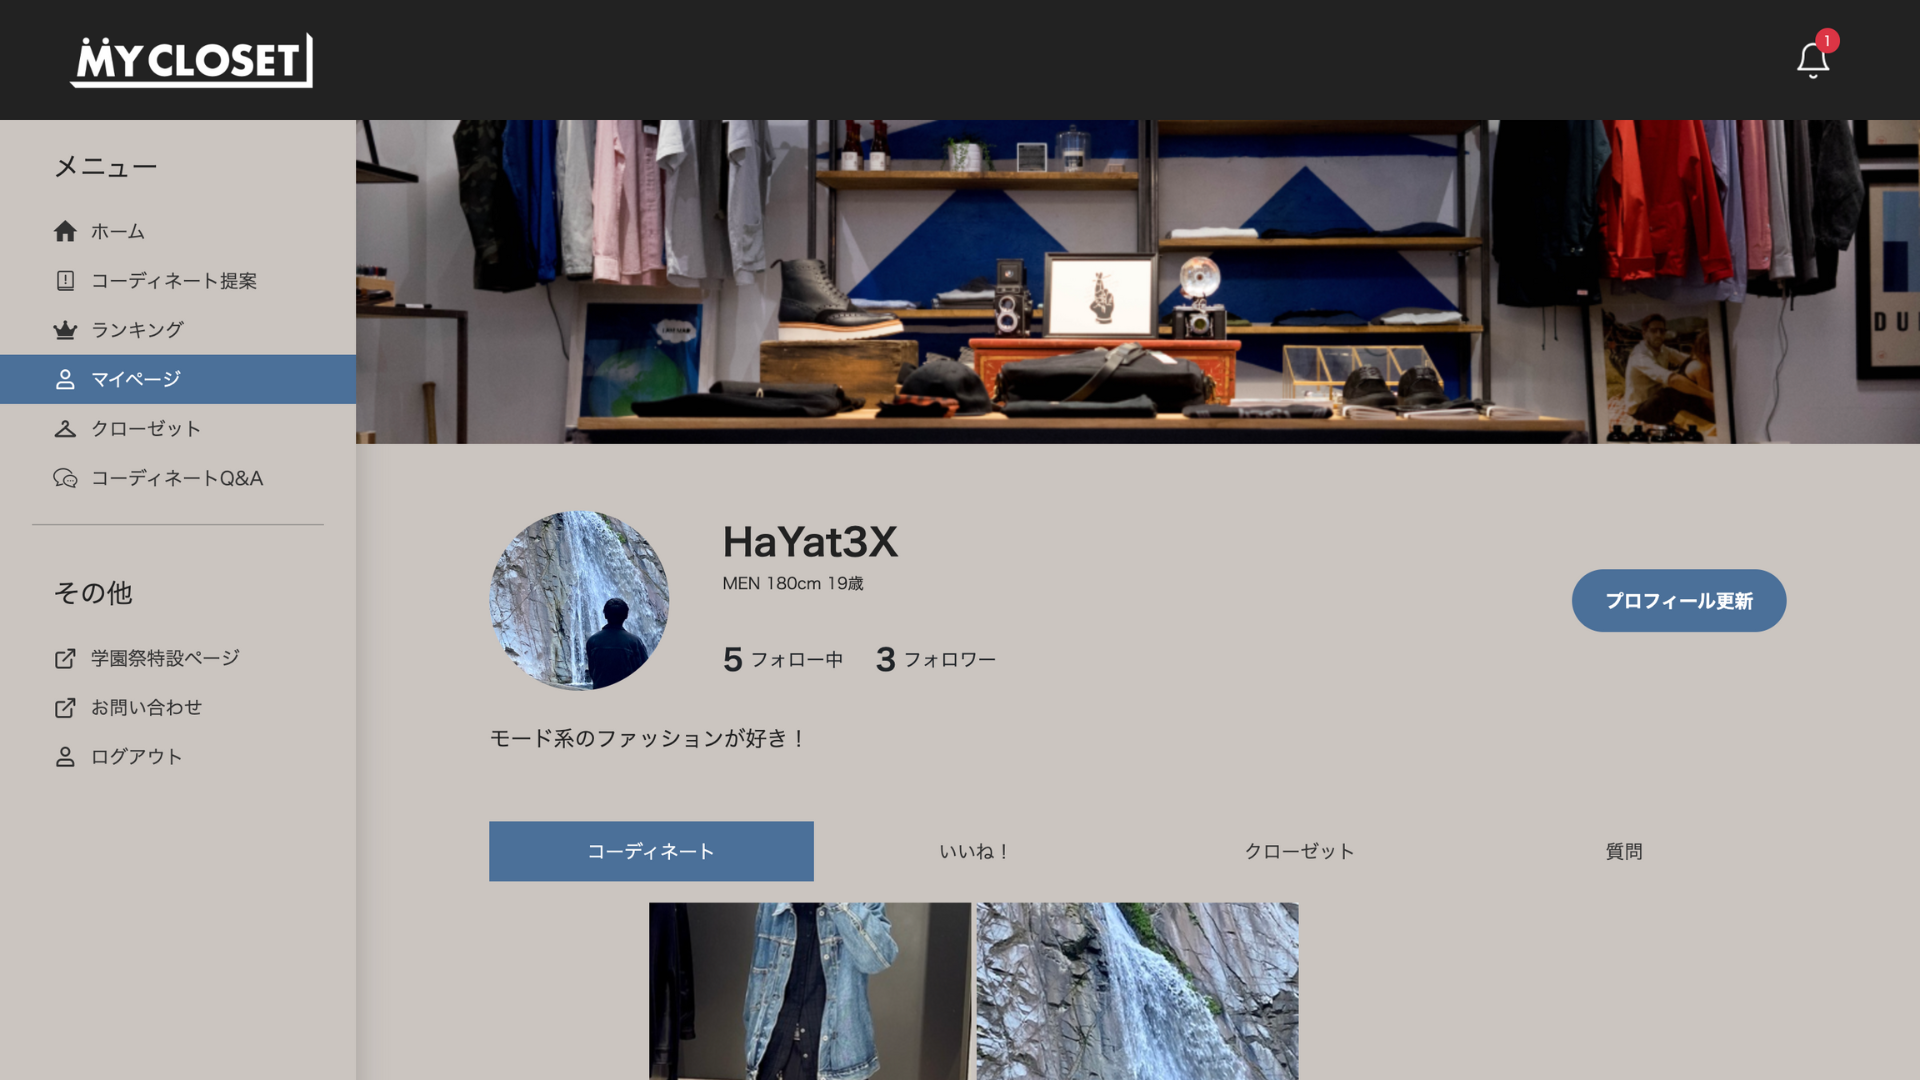 MY CLOSET
1
メニュー
ホーム
コーディネート提案
ランキング
マイページ
クローゼット
コーディネートQ&A
その他
学園祭特設ページ
お問い合わせ
ログアウト
DU
HaYat3X
MEN 180cm 19歳
5 フォロー中 3 フォロワー
プロフィール更新
モード系のファッションが好き！
コーディネート いいね！ クローゼット 質問